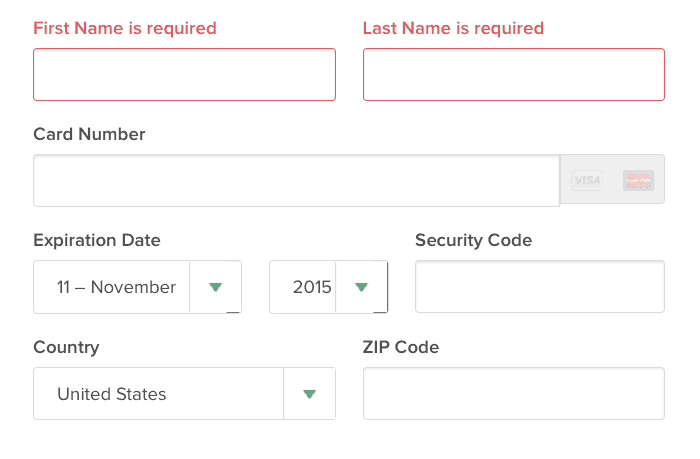 First Name is required
Last Name is required
Card Number
VISA
Expiration Date
Security Code
11 – November
2015
Country
ZIP Code
United States